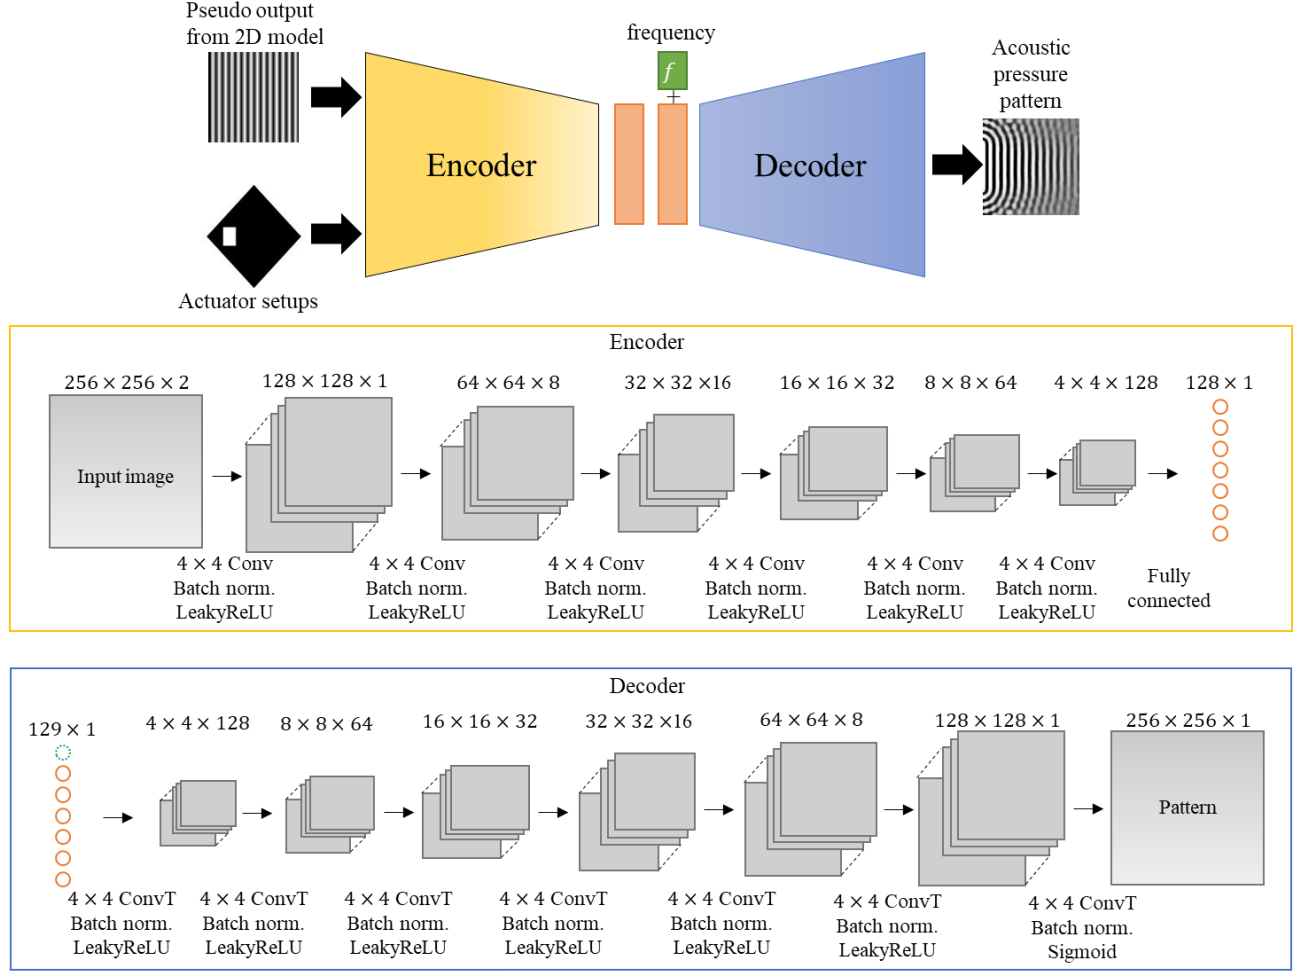 Pseudo output
from 2D model
frequency
f
+
Acoustic
pressure
pattern
Encoder
Decoder
Actuator setups
Encoder
256 × 256 × 2
128 × 128 × 1
64 × 64 × 8
32 × 32 ×16
16 × 16 × 32
8 × 8 × 64
4 × 4 × 128
128 × 1
Input image
4 × 4 Conv
Batch norm.
LeakyReLU
4 × 4 Conv
Batch norm.
LeakyReLU
4 × 4 Conv
Batch norm.
LeakyReLU
4 × 4 Conv
Batch norm.
LeakyReLU
4 × 4 Conv
Batch norm.
LeakyReLU
4 × 4 Conv
Batch norm.
LeakyReLU
Fully
connected
Decoder
129 × 1
4 × 4 × 128
8 × 8 × 64
16 × 16 × 32
32 × 32 ×16
64 × 64 × 8
128 × 128 × 1
256 × 256 × 1
Pattern
4 × 4 ConvT
Batch norm.
LeakyReLU
4 × 4 ConvT
Batch norm.
LeakyReLU
4 × 4 ConvT
Batch norm.
LeakyReLU
4 × 4 ConvT
Batch norm.
LeakyReLU
4 × 4 ConvT
Batch norm.
LeakyReLU
4 × 4 ConvT
Batch norm.
LeakyReLU
4 × 4 ConvT
Batch norm.
Sigmoid